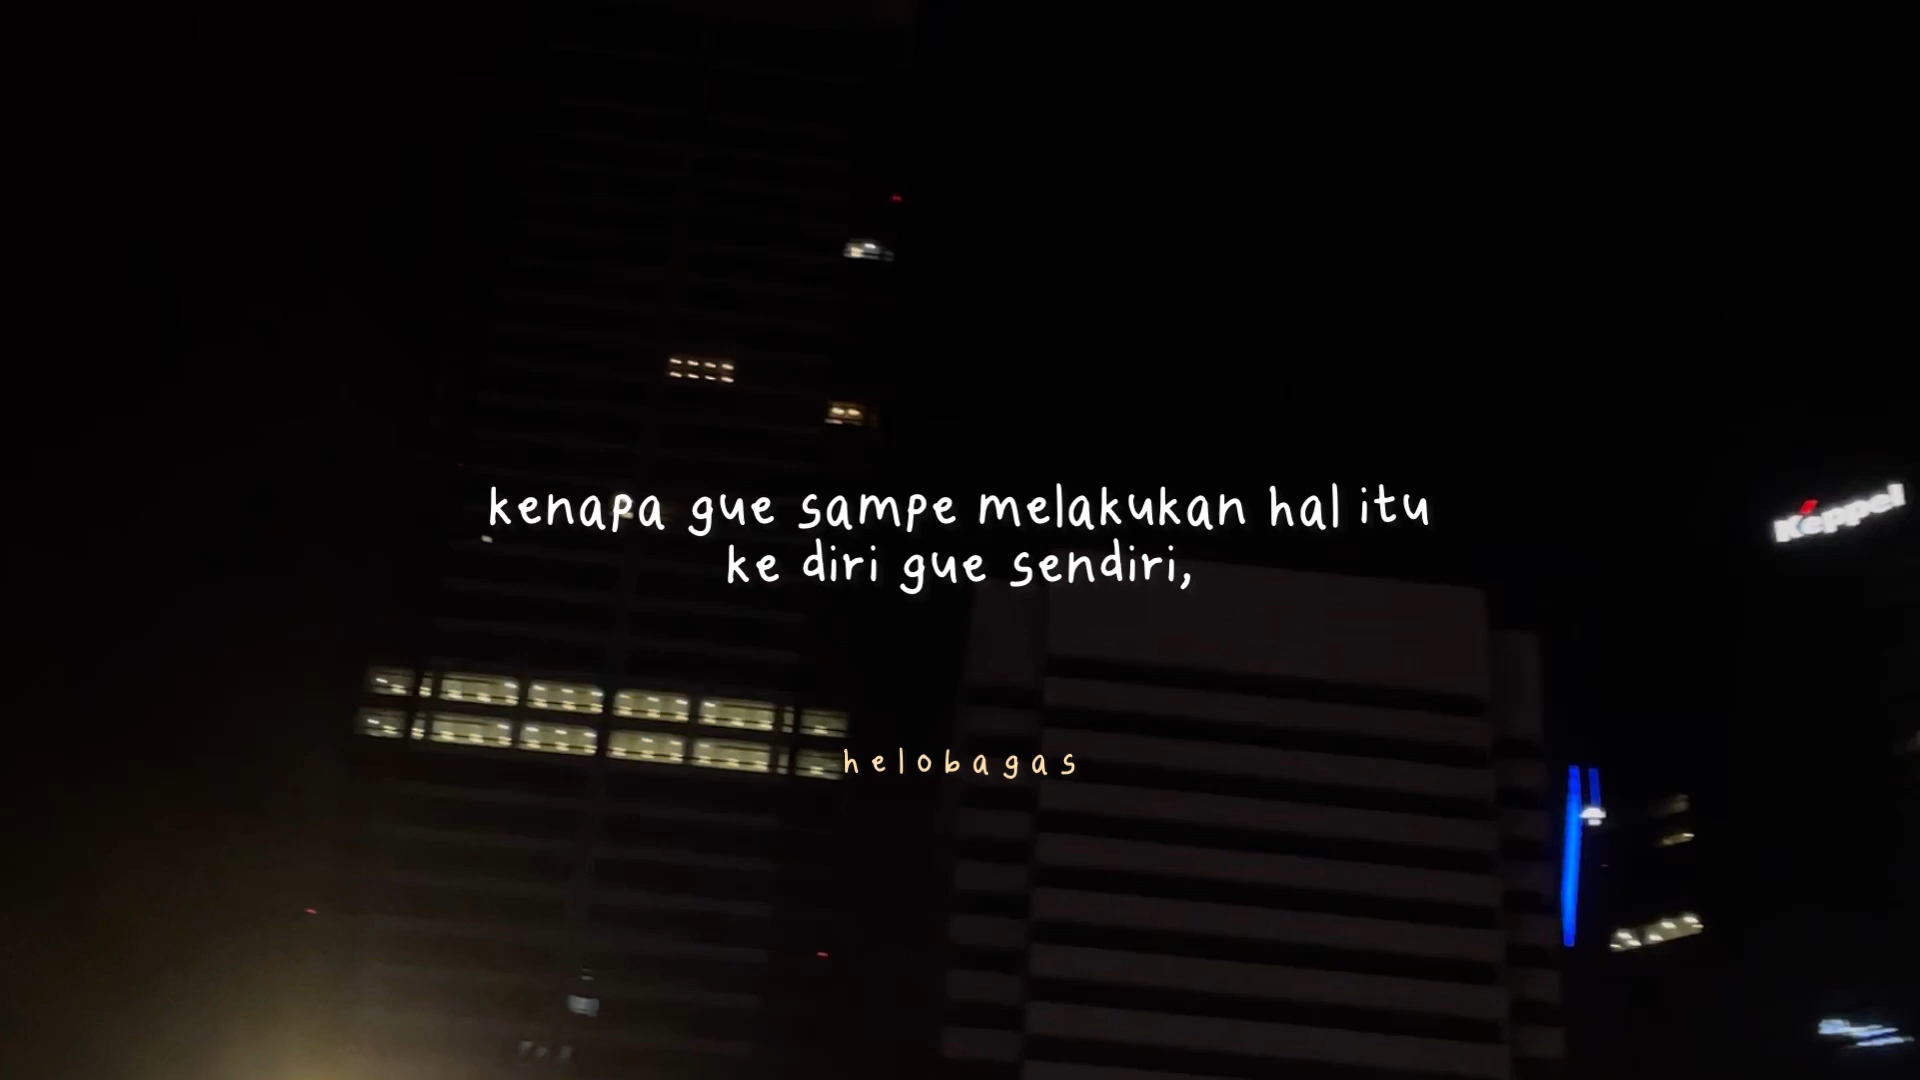 kenapa gue sampe melakukan hal itu
ke diri gue sendiri,
Keppel
helobagas